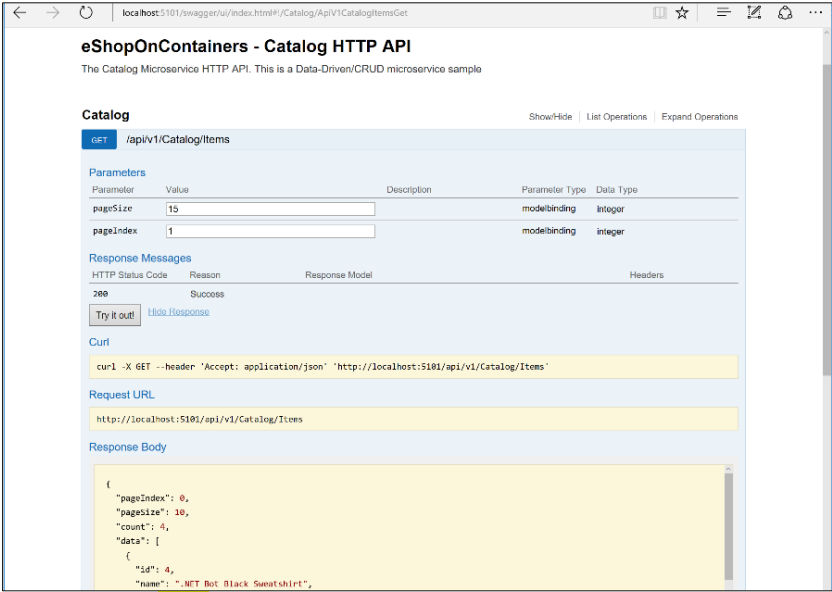 localhost:5101/swagger/ui/index.html#!/Catalog/ApiV1CatalogItemsGet
eShopOnContainers - Catalog HTTP API
The Catalog Microservice HTTP API. This is a Data-Driven/CRUD microservice sample
Catalog Show/Hide List Operations Expand Operations
GET /api/v1/Catalog/Items
Parameters
Parameter Value Description Parameter Type Data Type
pageSize 15 modelbinding integer
pageIndex 1 modelbinding integer
Response Messages
HTTP Status Code Reason Response Model Headers
200 Success
Try it out! Hide Response
Curl
curl -X GET --header 'Accept: application/json' 'http://localhost:5101/api/v1/Catalog/Items'
Request URL
http://localhost:5101/api/v1/Catalog/Items
Response Body
{
"pageIndex": 0,
"pageSize": 10,
"count": 4,
"data": [
{
"id": 4,
"name": ".NET Bot Black Sweatshirt",